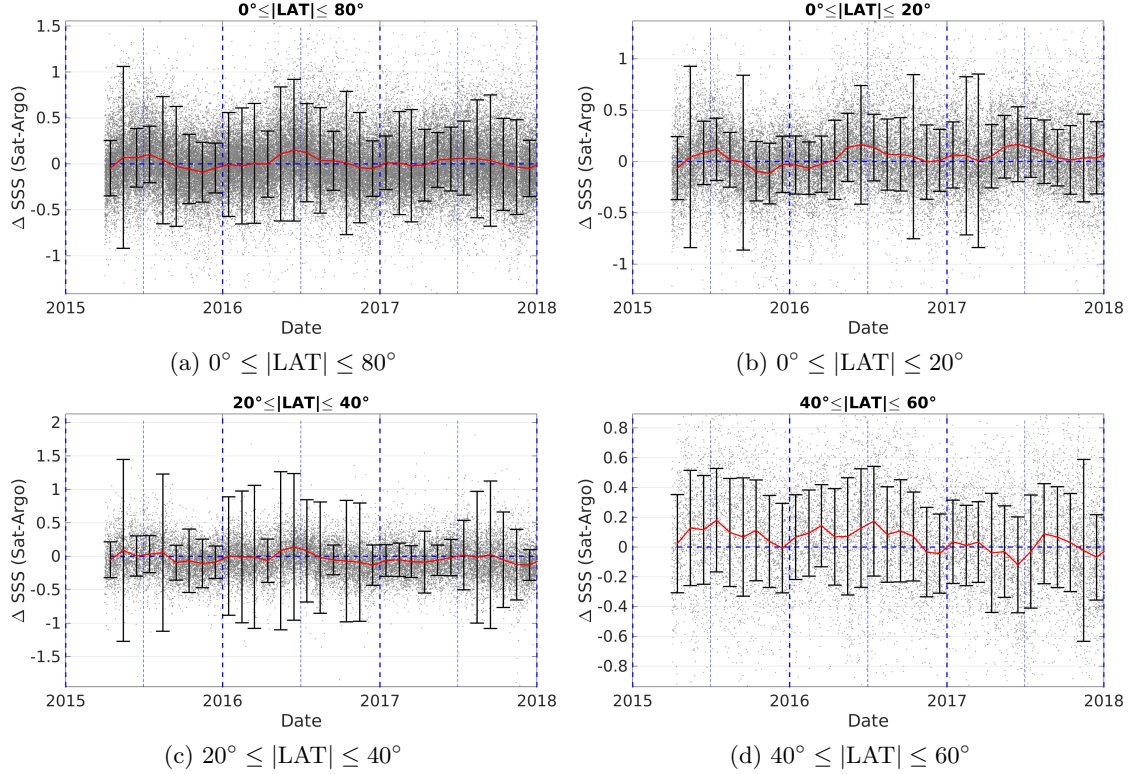 0°≤|LAT|≤ 80°
Δ SSS (Sat-Argo)
1.5
1
0.5
0
-0.5
-1
2015 2016 2017 2018
Date
(a) 0° ≤ |LAT| ≤ 80°
0°≤|LAT|≤ 20°
Δ SSS (Sat-Argo)
1
0.5
0
-0.5
-1
2015 2016 2017 2018
Date
(b) 0° ≤ |LAT| ≤ 20°
20°≤|LAT|≤ 40°
Δ SSS (Sat-Argo)
2
1.5
1
0.5
0
-0.5
-1
-1.5
2015 2016 2017 2018
Date
(c) 20° ≤ |LAT| ≤ 40°
40°≤|LAT|≤ 60°
Δ SSS (Sat-Argo)
0.8
0.6
0.4
0.2
0
-0.2
-0.4
-0.6
-0.8
2015 2016 2017 2018
Date
(d) 40° ≤ |LAT| ≤ 60°